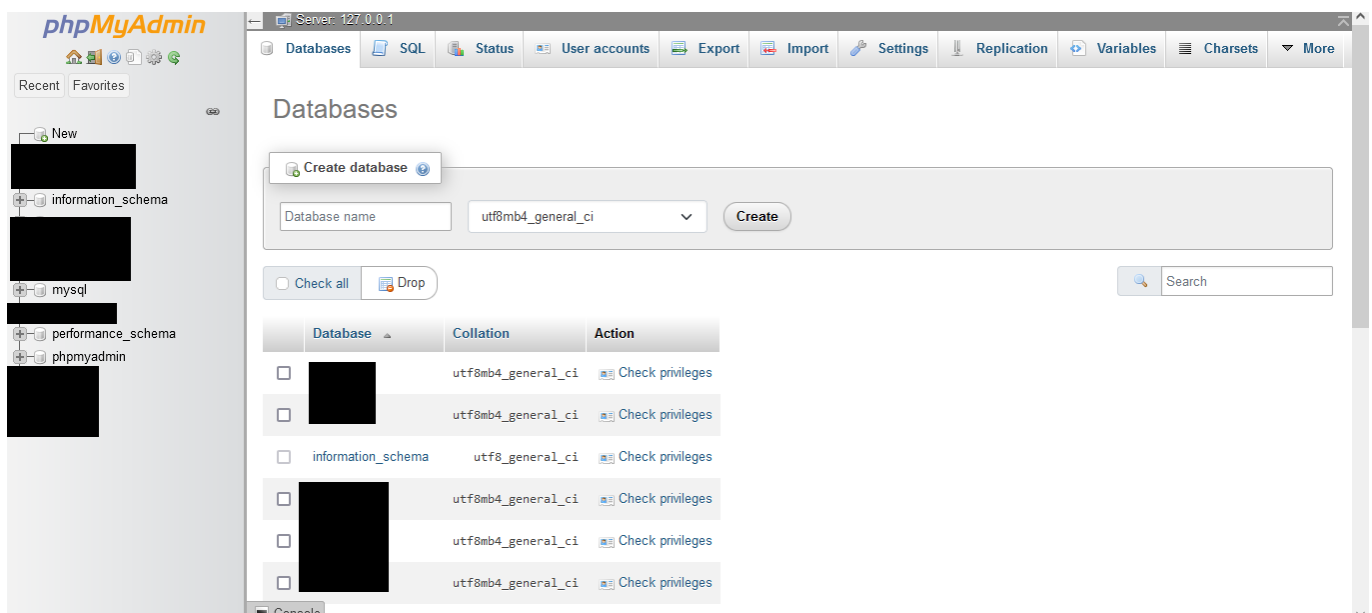 phpMyAdmin
Recent Favorites
New
information_schema
mysql
performance_schema
phpmyadmin
Server: 127.0.0.1
Databases SQL Status User accounts Export Import Settings Replication Variables Charsets More
Databases
Create database
Database name utf8mb4_general_ci Create
Check all Drop Search
Database Collation Action
utf8mb4_general_ci Check privileges
utf8mb4_general_ci Check privileges
information_schema utf8_general_ci Check privileges
utf8mb4_general_ci Check privileges
utf8mb4_general_ci Check privileges
utf8mb4_general_ci Check privileges
Console